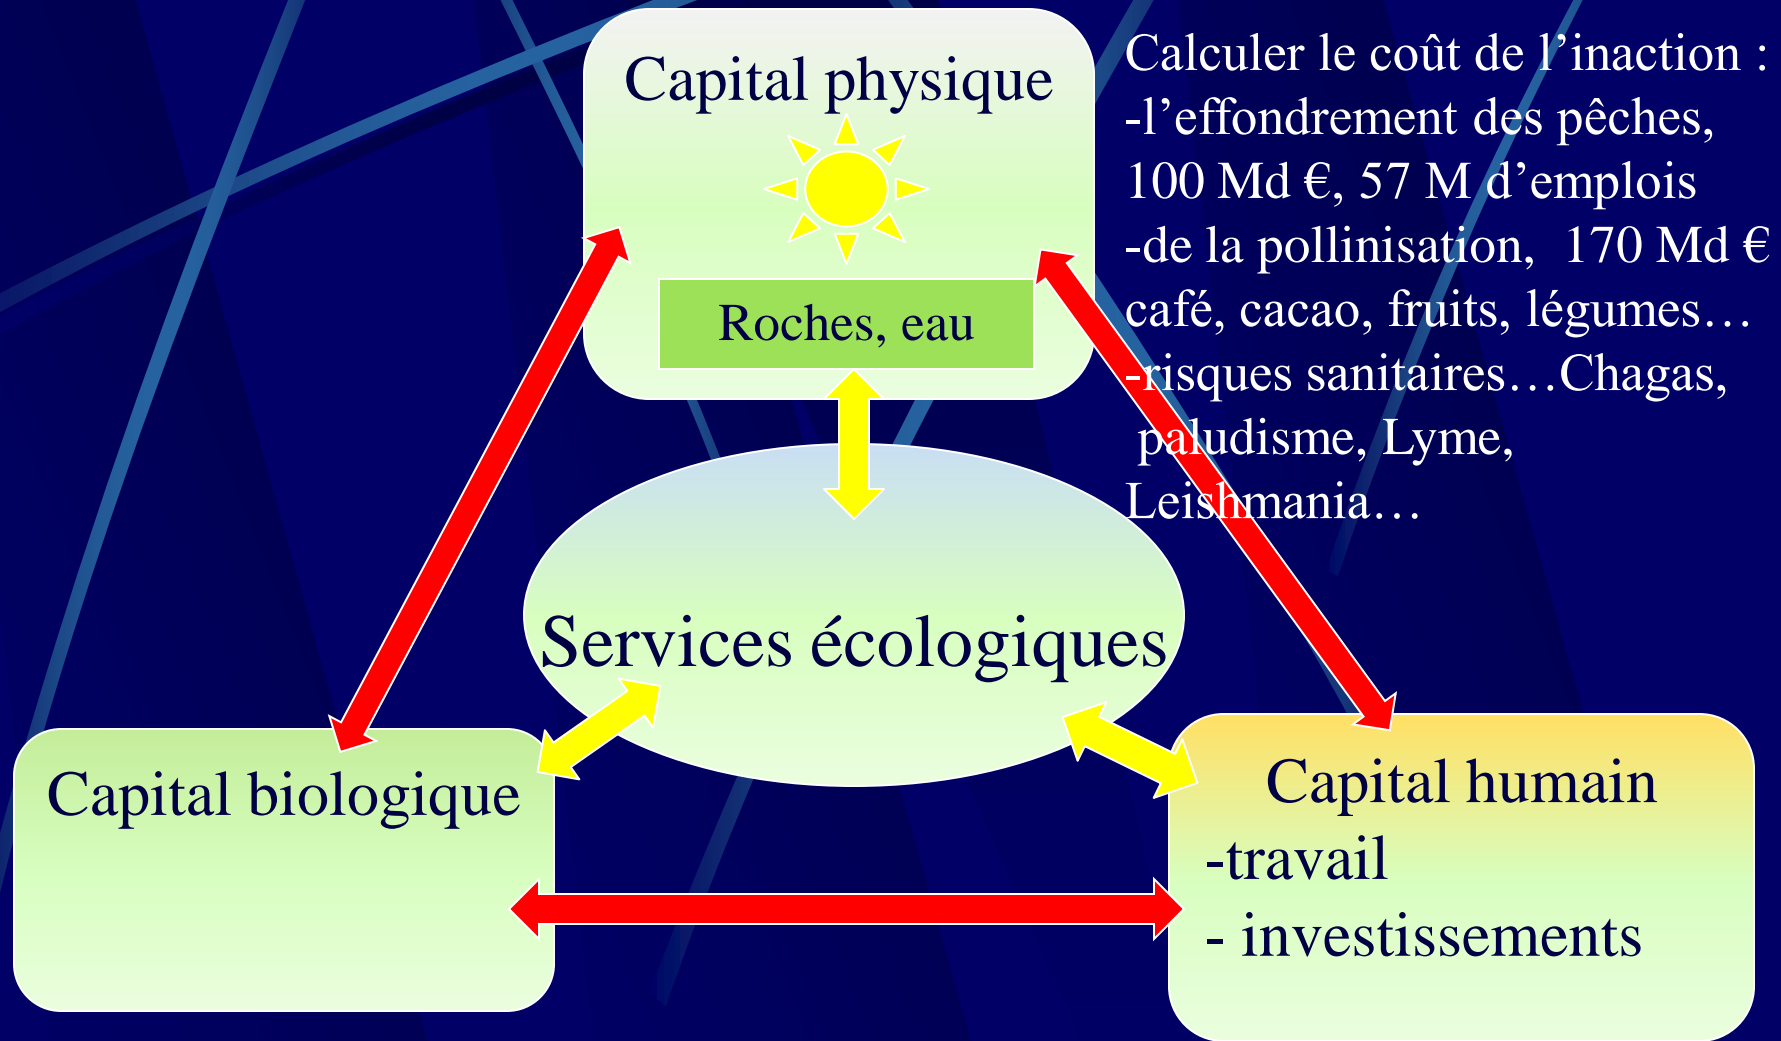 Capital physique
Roches, eau
Calculer le coût de l’inaction :
-l’effondrement des pêches,
100 Md €, 57 M d’emplois
-de la pollinisation,  170 Md €
café, cacao, fruits, légumes…
-risques sanitaires…Chagas,
paludisme, Lyme,
Leishmania…
Services écologiques
Capital biologique
Capital humain
-travail
- investissements